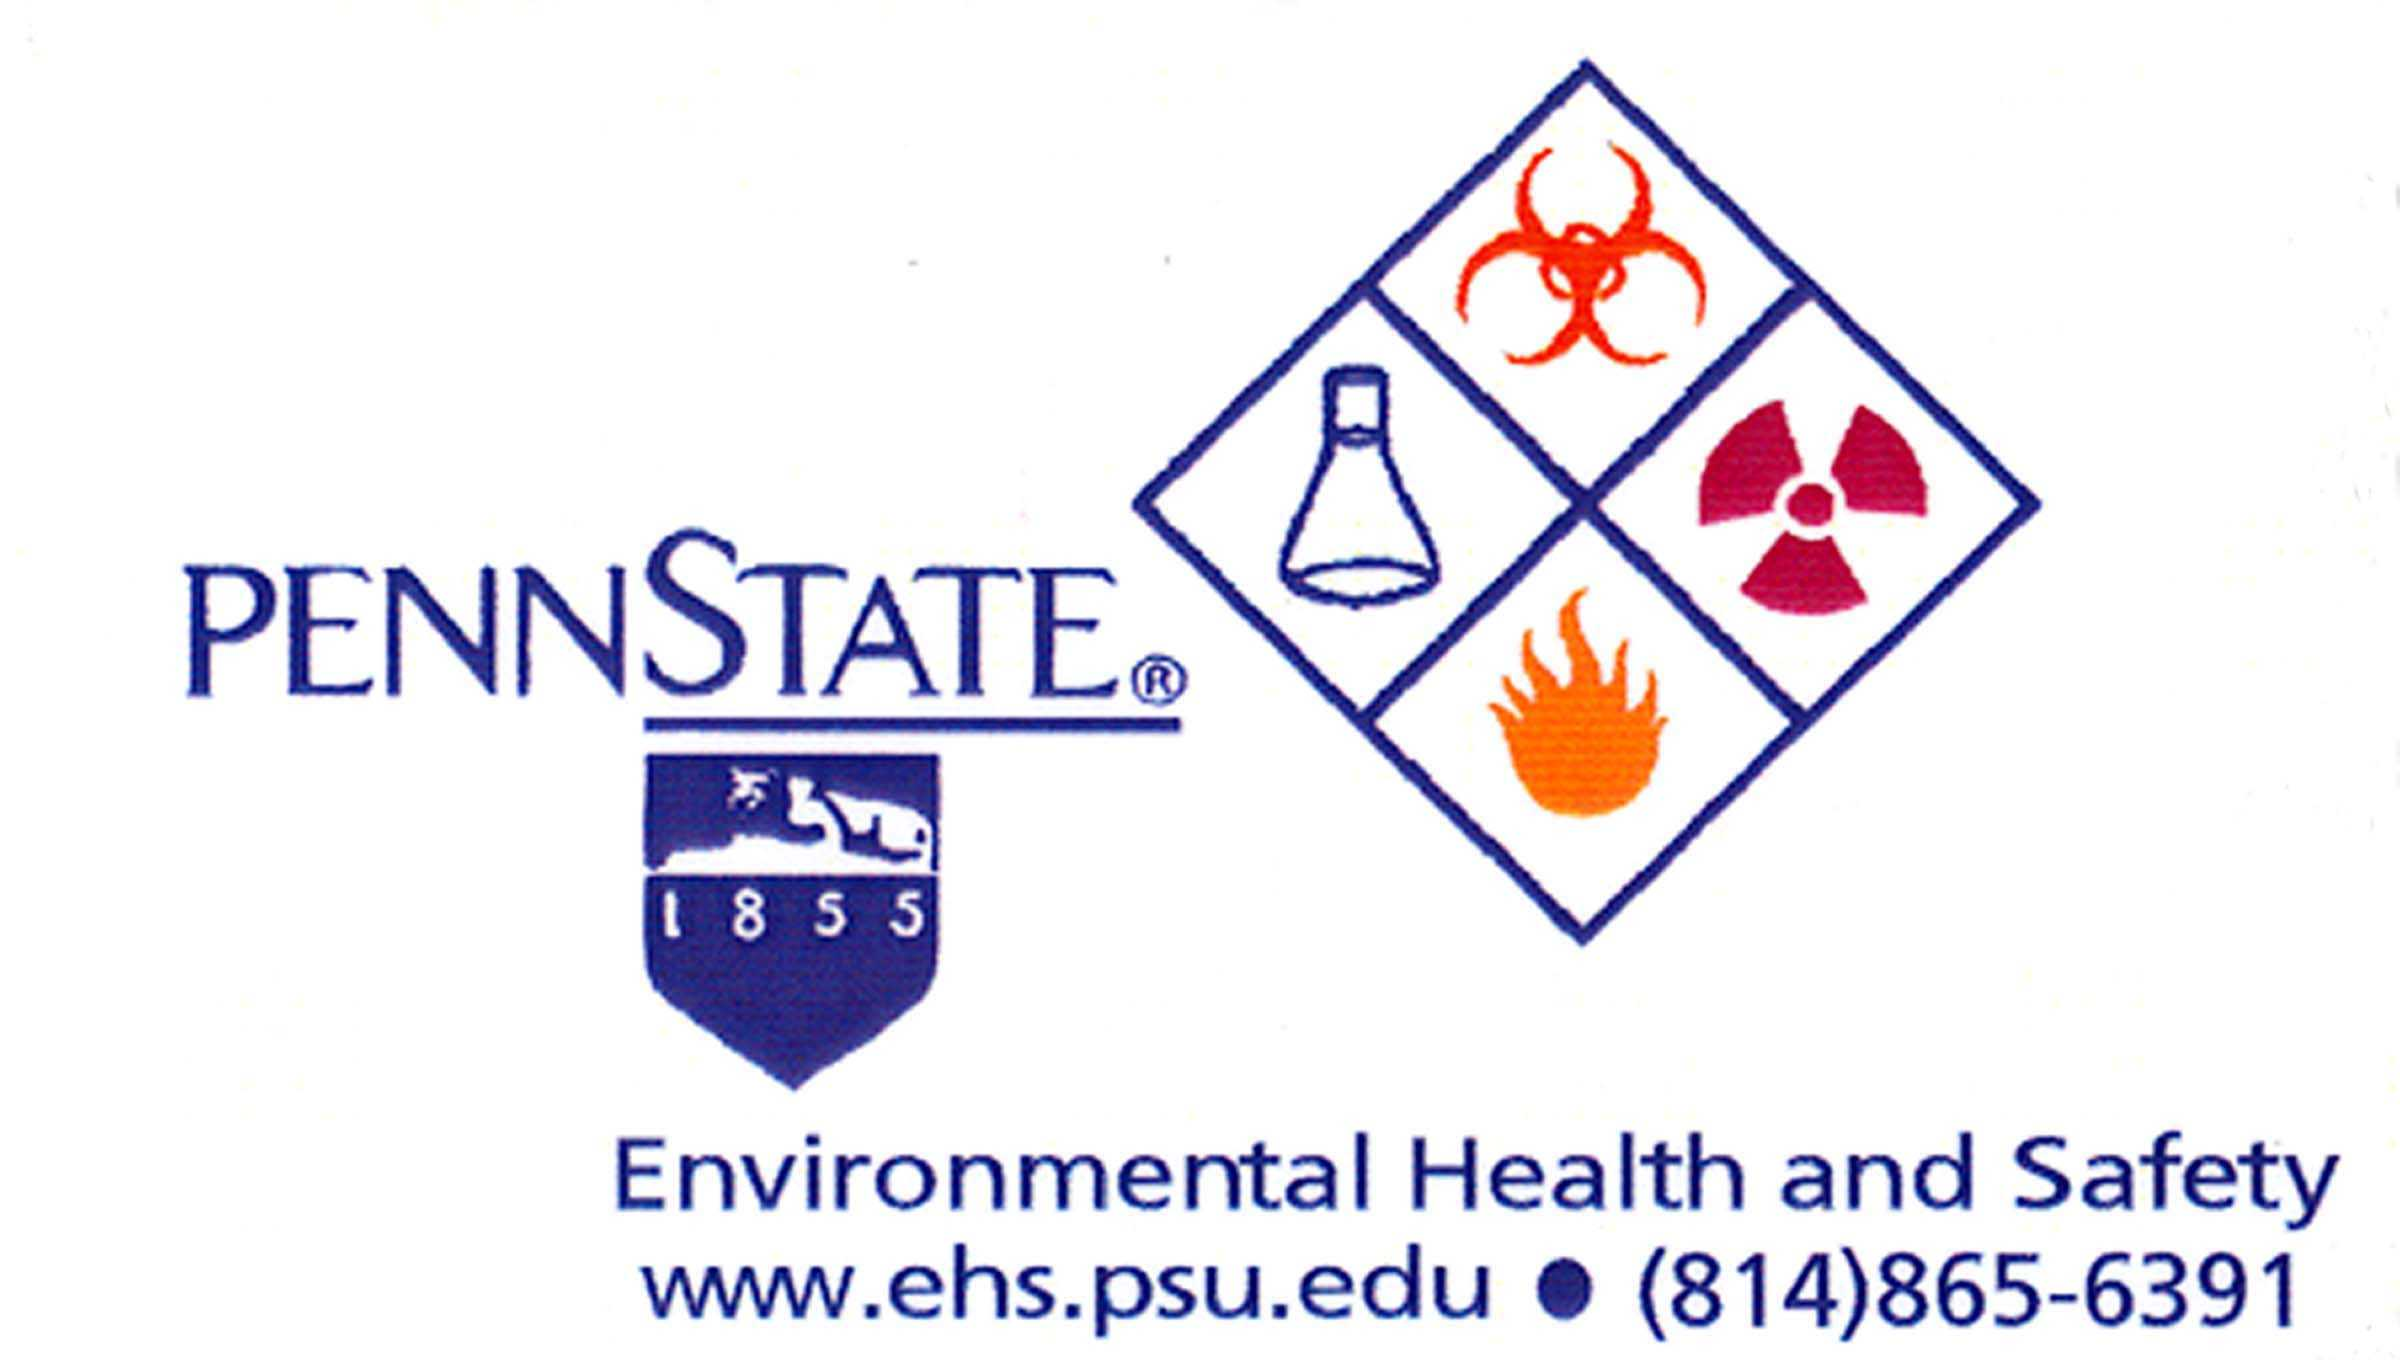 PENNSTATE®
1855
Environmental Health and Safety
www.ehs.psu.edu ● (814)865-6391